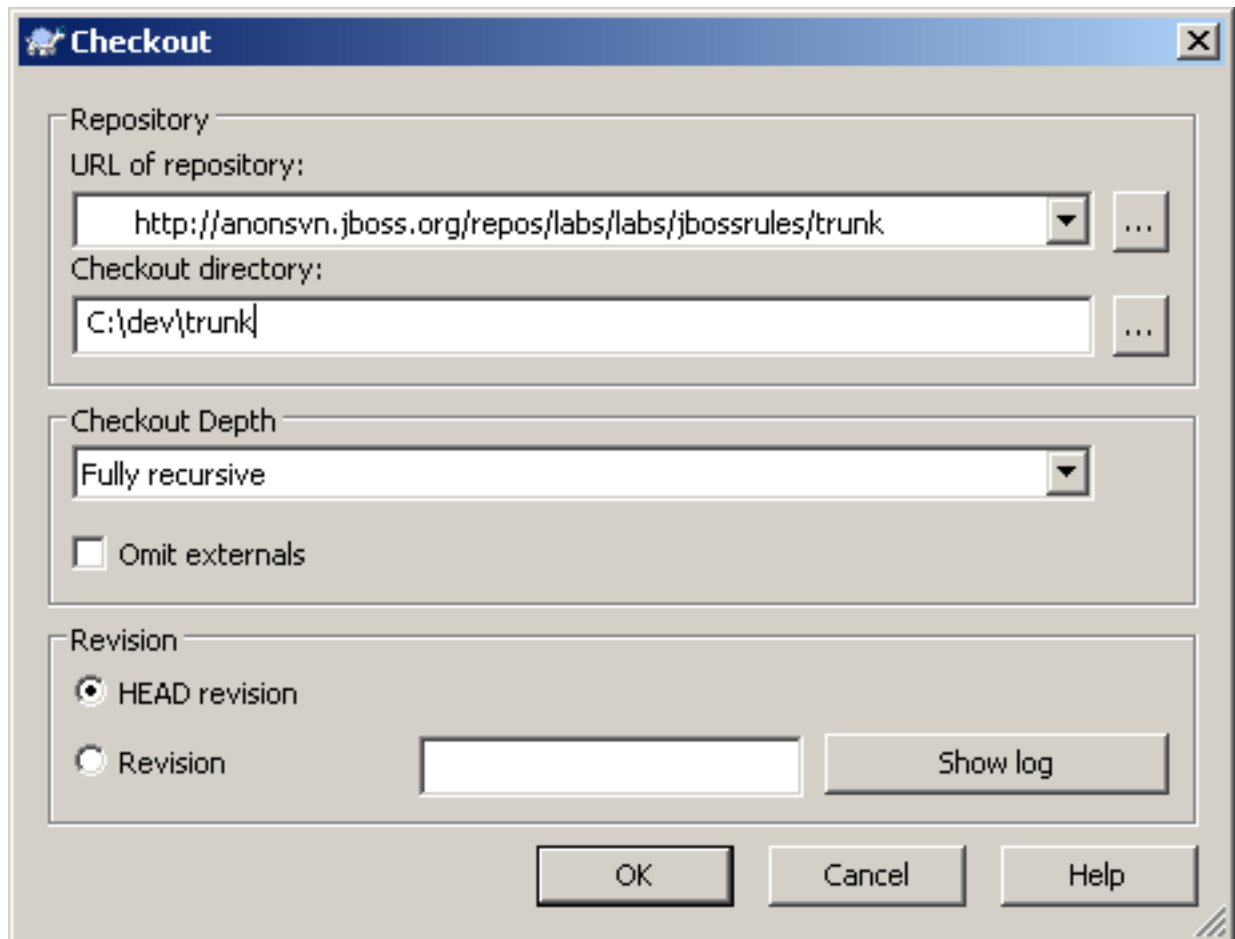 Checkout
Repository
URL of repository:
http://anonsvn.jboss.org/repos/labs/labs/jbossrules/trunk
...
Checkout directory:
C:\dev\trunk
...
Checkout Depth
Fully recursive
Omit externals
Revision
HEAD revision
Revision
Show log
OK
Cancel
Help